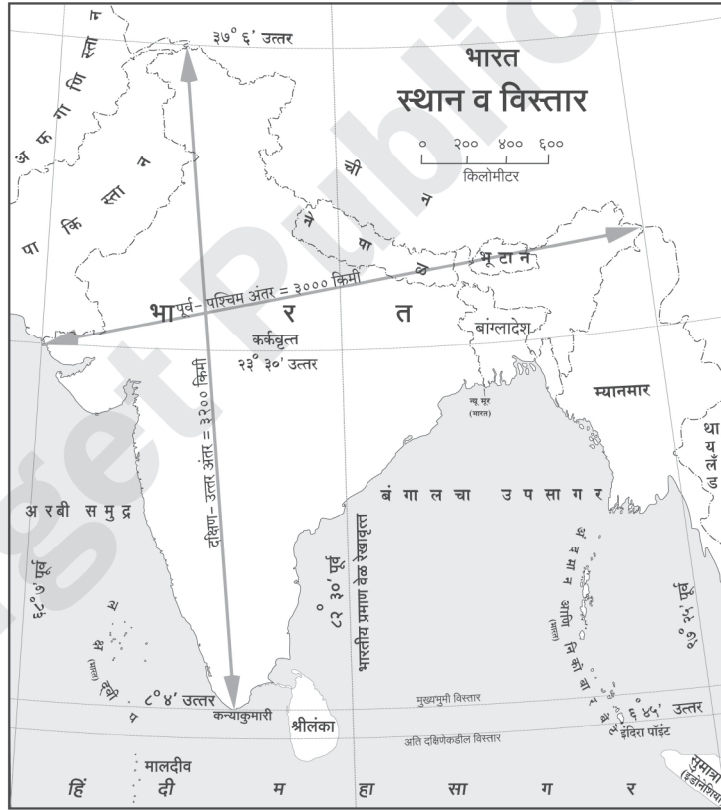 ३७° ६' उत्तर
भारत
स्थान व विस्तार
० २०० ४०० ६००
किलोमीटर
अफगाणिस्तान
पाकिस्तान
चीन
नेपाळ
भूटान
पूर्व- पश्चिम अंतर = ३००० किमी
भारत
कर्कवृत्त
२३° ३०' उत्तर
बांग्लादेश
म्यानमार
न्यू मूर
(भारत)
दक्षिण- उत्तर अंतर = ३२०० किमी
अरबी समुद्र
बंगालचा उपसागर
६८° ७' पूर्व
८२° ३०' पूर्व
भारतीय प्रमाण वेळ रेखावृत्त
अंदमान आणि निकोबार बेटे
(भारत)
९७° २५' पूर्व
(भारत)
८° ४' उत्तर
कन्याकुमारी
श्रीलंका
मुख्यभुमी विस्तार
अति दक्षिणेकडील विस्तार
६° ४५' उत्तर
इंदिरा पॉइंट
मालदीव
हिंदी महासागर
सुमात्रा
(इंडोनेशिया)